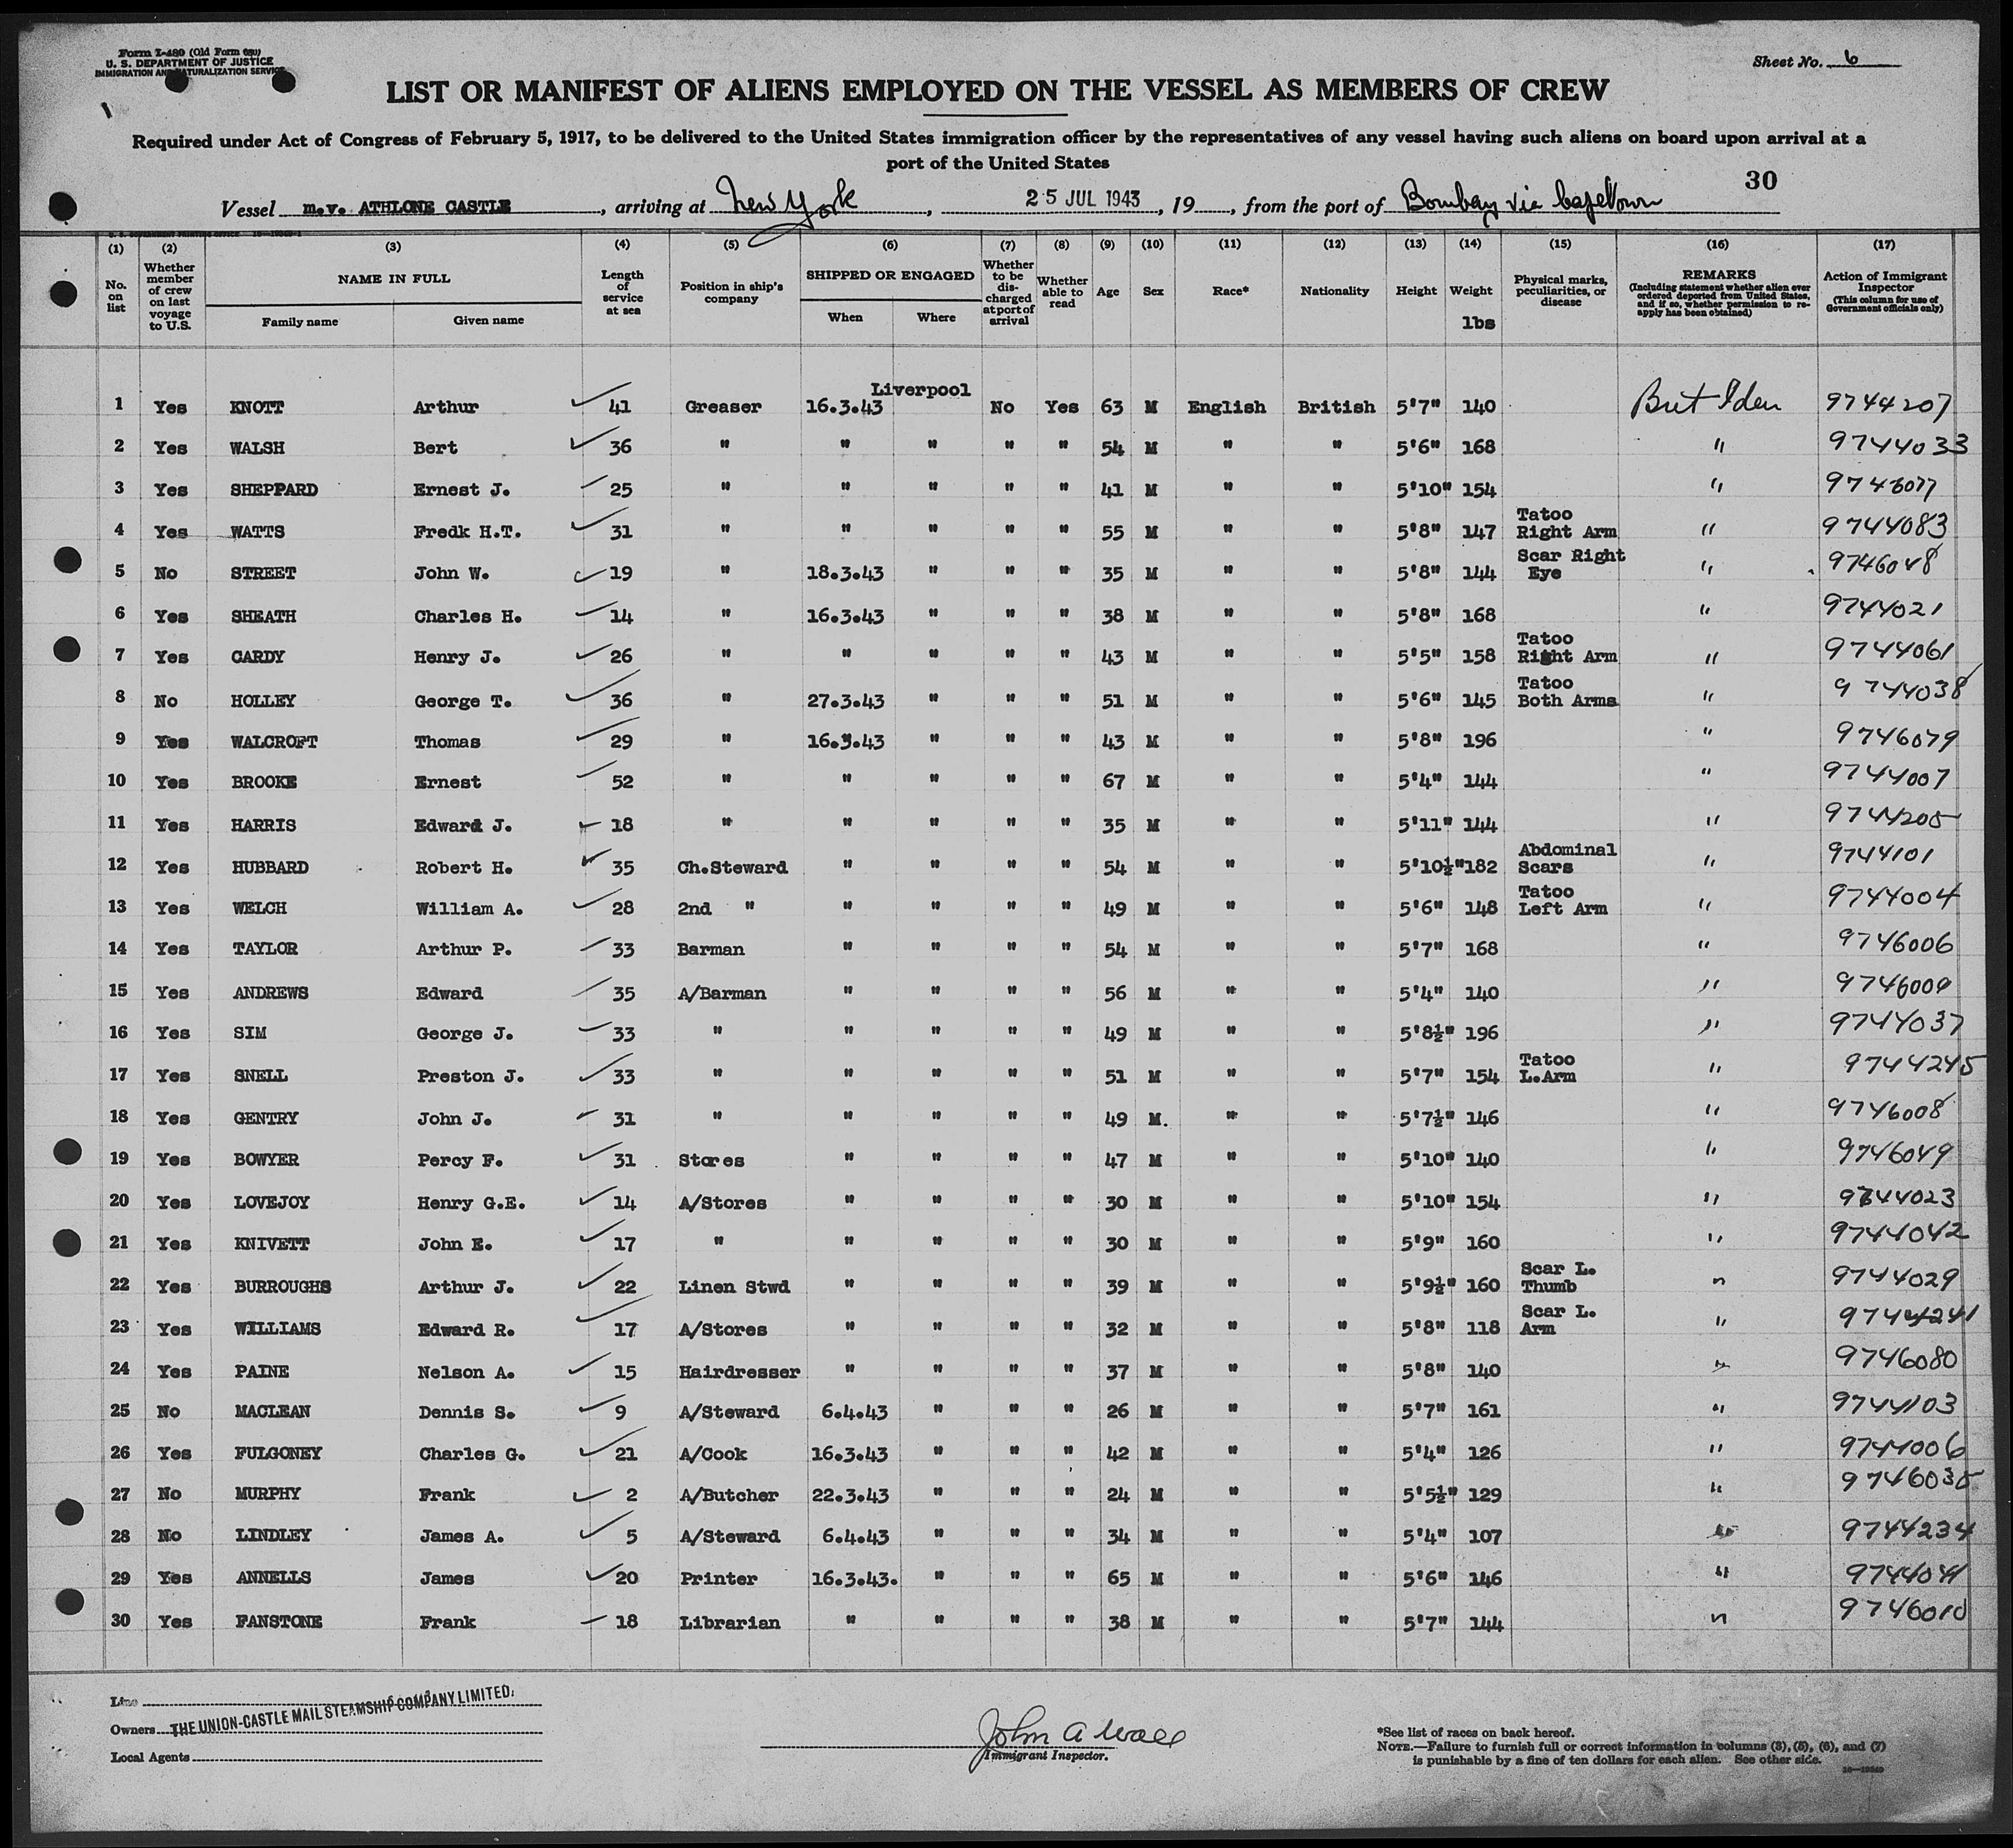 Form I-480 (Old Form 680)
U. S. DEPARTMENT OF JUSTICE
IMMIGRATION AND NATURALIZATION SERVICE
Sheet No. 6
LIST OR MANIFEST OF ALIENS EMPLOYED ON THE VESSEL AS MEMBERS OF CREW
Required under Act of Congress of February 5, 1917, to be delivered to the United States immigration officer by the representatives of any vessel having such aliens on board upon arrival at a
port of the United States
30
Vessel m.v. ATHLONE CASTLE, arriving at New York, 25 JUL 1943, 19, from the port of Bombay via Capetown
(1) (2) (3) (4) (5) (6) (7) (8) (9) (10) (11) (12) (13) (14) (15) (16) (17)
No. on list
Whether member of crew on last voyage to U.S.
NAME IN FULL
Family name Given name
Length of service at sea
Position in ship's company
SHIPPED OR ENGAGED
When Where
Whether to be discharged at port of arrival
Whether able to read
Age
Sex
Race*
Nationality
Height
Weight
lbs
Physical marks, peculiarities, or disease
REMARKS
(Including statement whether alien ever ordered deported from United States, and if so, whether permission to reapply has been obtained)
Action of Immigrant Inspector
(This column for use of Government officials only)
1 Yes KNOTT Arthur 41 Greaser 16.3.43 Liverpool No Yes 63 M English British 5'7" 140 Brit Iden 9744207
2 Yes WALSH Bert 36 " " " " " 54 M " " 5'6" 168 " 9744033
3 Yes SHEPPARD Ernest J. 25 " " " " " 41 M " " 5'10" 154 " 9746077
4 Yes WATTS Fredk H.T. 31 " " " " " 55 M " " 5'8" 147 Tatoo Right Arm " 9744083
5 No STREET John W. 19 " 18.3.43 " " " 35 M " " 5'8" 144 Scar Right Eye " 9746048
6 Yes SHEATH Charles H. 14 " 16.3.43 " " " 38 M " " 5'8" 168 " 9744021
7 Yes CARDY Henry J. 26 " " " " " 43 M " " 5'5" 158 Tatoo Right Arm " 9744061
8 No HOLLEY George T. 36 " 27.3.43 " " " 51 M " " 5'6" 145 Tatoo Both Arms " 9744038
9 Yes WALCROFT Thomas 29 " 16.3.43 " " " 43 M " " 5'8" 196 " 9746079
10 Yes BROOKE Ernest 52 " " " " " 67 M " " 5'4" 144 " 9744007
11 Yes HARRIS Edward J. 18 " " " " " 35 M " " 5'11" 144 " 9744205
12 Yes HUBBARD Robert H. 35 Ch.Steward " " " " 54 M " " 5'10½" 182 Abdominal Scars " 9744101
13 Yes WELCH William A. 28 2nd " " " " " 49 M " " 5'6" 148 Tatoo Left Arm " 9744004
14 Yes TAYLOR Arthur P. 33 Barman " " " " 54 M " " 5'7" 168 " 9746006
15 Yes ANDREWS Edward 35 A/Barman " " " " 56 M " " 5'4" 140 " 9746009
16 Yes SIM George J. 33 " " " " " 49 M " " 5'8½" 196 " 9744037
17 Yes SNELL Preston J. 33 " " " " " 51 M " " 5'7" 154 Tatoo L.Arm " 9744245
18 Yes GENTRY John J. 31 " " " " " 49 M. " " 5'7½" 146 " 9746008
19 Yes BOWYER Percy F. 31 Stores " " " " 47 M " " 5'10" 140 " 9746049
20 Yes LOVEJOY Henry G.E. 14 A/Stores " " " " 30 M " " 5'10" 154 " 9744023
21 Yes KNIVETT John E. 17 " " " " " 30 M " " 5'9" 160 " 9744042
22 Yes BURROUGHS Arthur J. 22 Linen Stwd " " " " 39 M " " 5'9½" 160 Scar L. Thumb " 9744029
23 Yes WILLIAMS Edward R. 17 A/Stores " " " " 32 M " " 5'8" 118 Scar L. Arm " 9744241
24 Yes PAINE Nelson A. 15 Hairdresser " " " " 37 M " " 5'8" 140 " 9746080
25 No MACLEAN Dennis S. 9 A/Steward 6.4.43 " " " 26 M " " 5'7" 161 " 9744103
26 Yes FULGONEY Charles G. 21 A/Cook 16.3.43 " " " 42 M " " 5'4" 126 " 9744006
27 No MURPHY Frank 2 A/Butcher 22.3.43 " " " 24 M " " 5'5½" 129 " 9746035
28 No LINDLEY James A. 5 A/Steward 6.4.43 " " " 34 M " " 5'4" 107 " 9744234
29 Yes ANNELLS James 20 Printer 16.3.43. " " " 65 M " " 5'6" 146 "
30 Yes FANSTONE Frank 18 Librarian " " " " 38 M " " 5'7" 144 " 9746010
Line
Owners THE UNION-CASTLE MAIL STEAMSHIP COMPANY LIMITED.
Local Agents
John A Wall
Immigrant Inspector.
*See list of races on back hereof.
NOTE.—Failure to furnish full or correct information in columns (3), (5), (6), and (7)
is punishable by a fine of ten dollars for each alien. See other side.